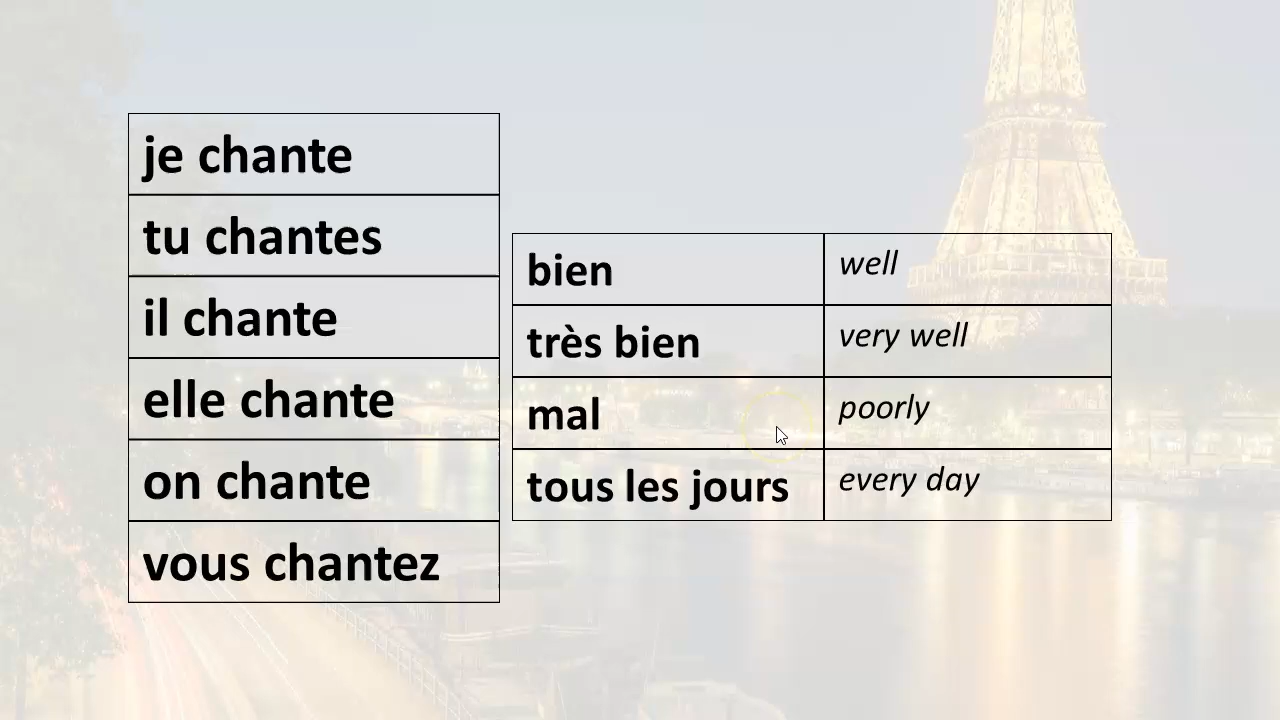 je chante
tu chantes
il chante
elle chante
on chante
vous chantez
bien well
très bien very well
mal poorly
tous les jours every day